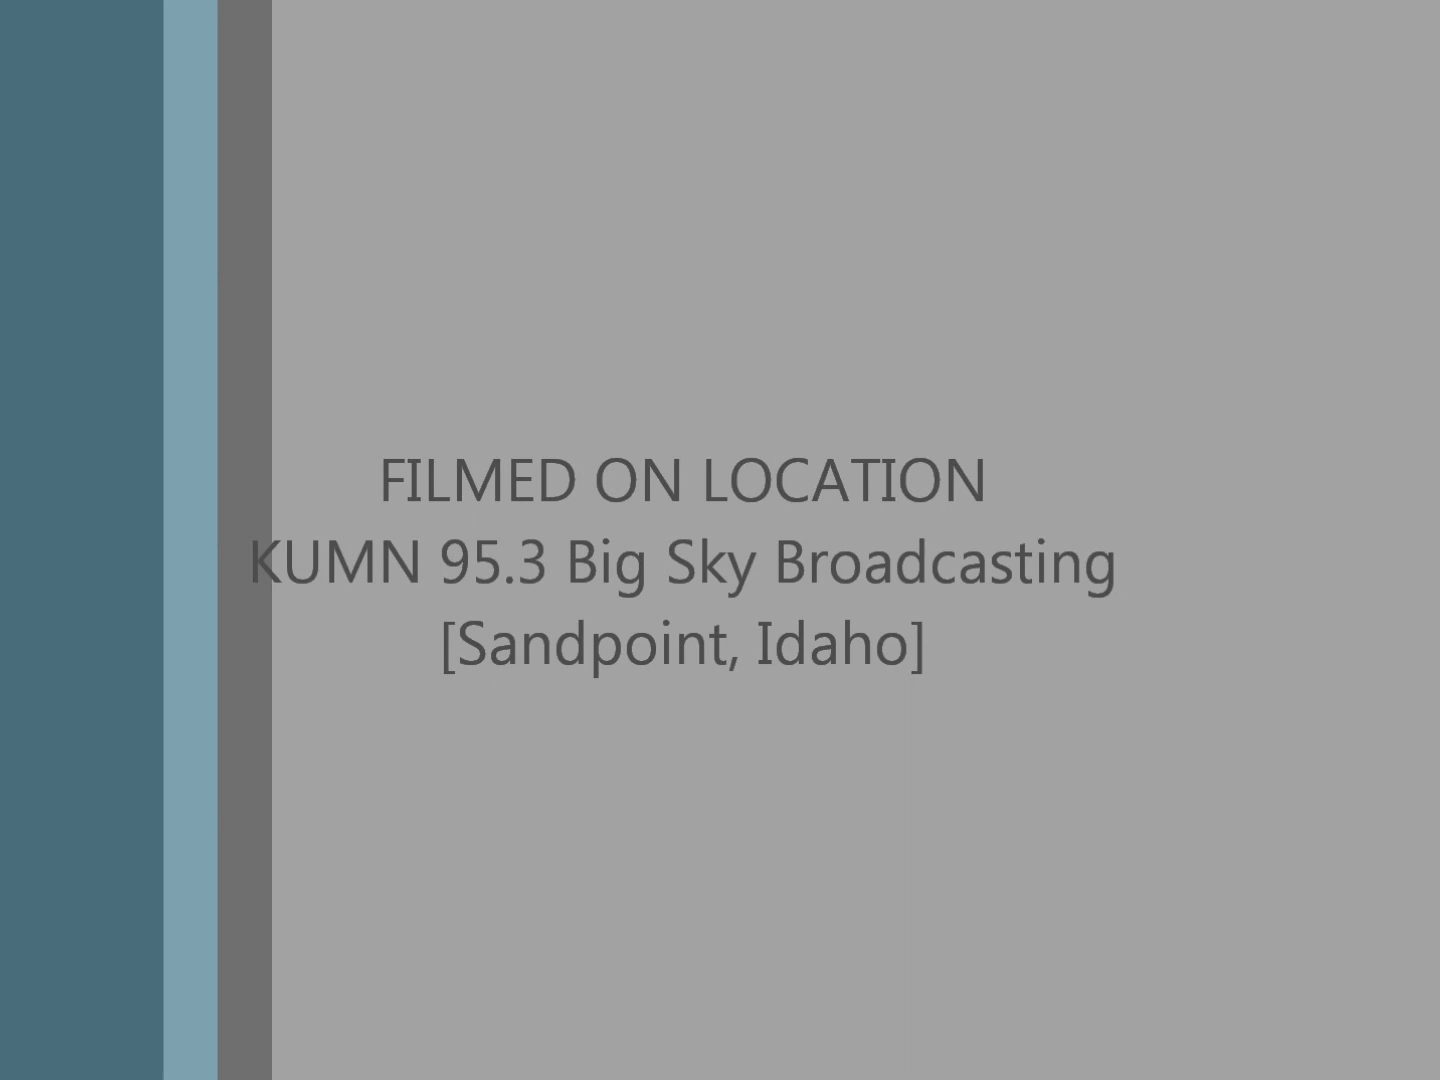 FILMED ON LOCATION
KUMN 95.3 Big Sky Broadcasting
[Sandpoint, Idaho]